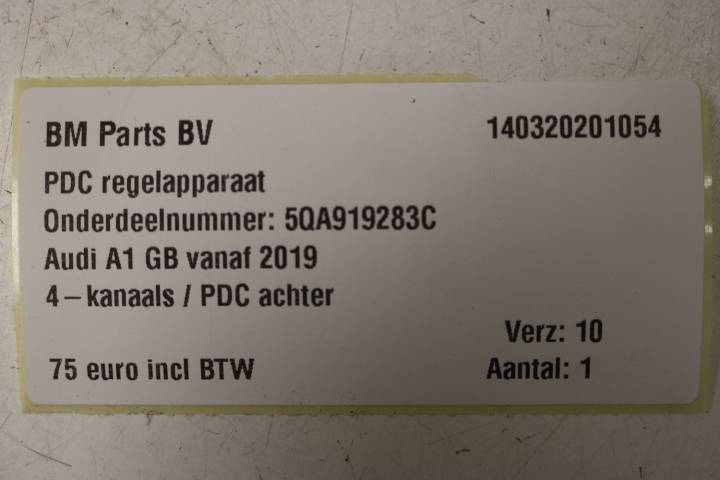 BM Parts BV 140320201054
PDC regelapparaat
Onderdeelnummer: 5QA919283C
Audi A1 GB vanaf 2019
4-kanaals / PDC achter
Verz: 10
75 euro incl BTW Aantal: 1